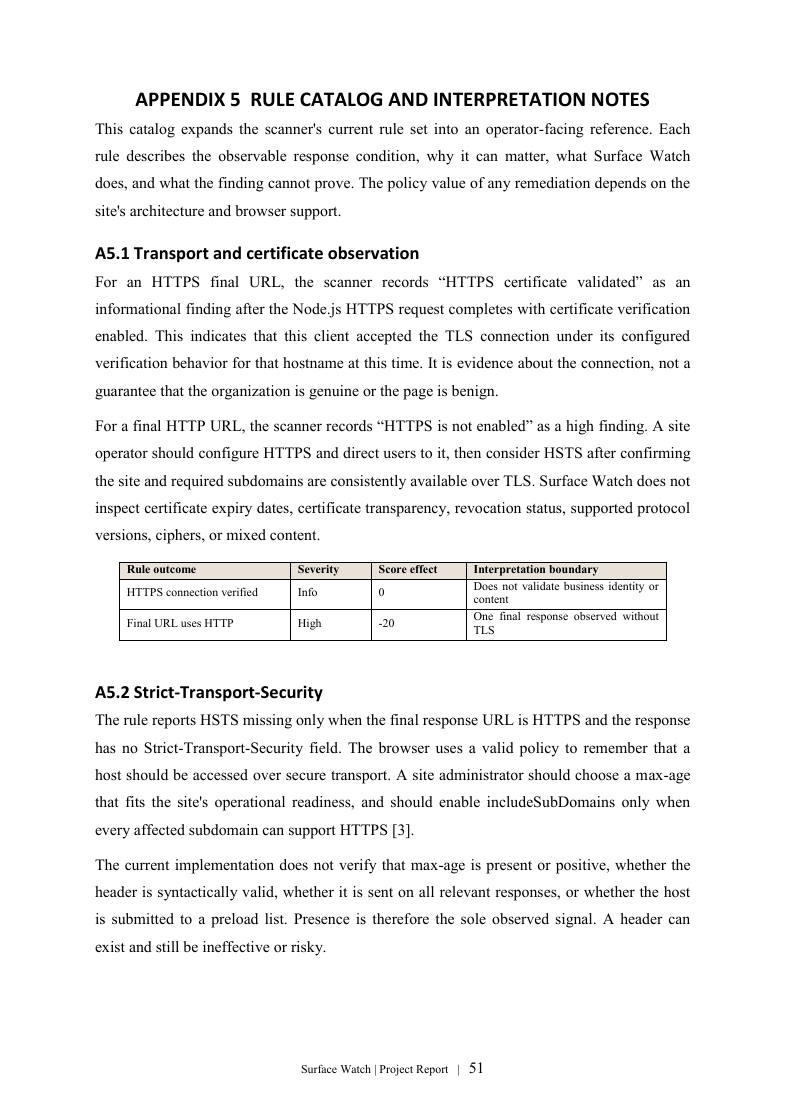 APPENDIX 5  RULE CATALOG AND INTERPRETATION NOTES
This catalog expands the scanner's current rule set into an operator-facing reference. Each
rule describes the observable response condition, why it can matter, what Surface Watch
does, and what the finding cannot prove. The policy value of any remediation depends on the
site's architecture and browser support.
A5.1 Transport and certificate observation
For an HTTPS final URL, the scanner records “HTTPS certificate validated” as an
informational finding after the Node.js HTTPS request completes with certificate verification
enabled. This indicates that this client accepted the TLS connection under its configured
verification behavior for that hostname at this time. It is evidence about the connection, not a
guarantee that the organization is genuine or the page is benign.
For a final HTTP URL, the scanner records “HTTPS is not enabled” as a high finding. A site
operator should configure HTTPS and direct users to it, then consider HSTS after confirming
the site and required subdomains are consistently available over TLS. Surface Watch does not
inspect certificate expiry dates, certificate transparency, revocation status, supported protocol
versions, ciphers, or mixed content.
Rule outcome Severity Score effect Interpretation boundary
HTTPS connection verified Info 0 Does not validate business identity or
content
Final URL uses HTTP High -20 One final response observed without
TLS
A5.2 Strict-Transport-Security
The rule reports HSTS missing only when the final response URL is HTTPS and the response
has no Strict-Transport-Security field. The browser uses a valid policy to remember that a
host should be accessed over secure transport. A site administrator should choose a max-age
that fits the site's operational readiness, and should enable includeSubDomains only when
every affected subdomain can support HTTPS [3].
The current implementation does not verify that max-age is present or positive, whether the
header is syntactically valid, whether it is sent on all relevant responses, or whether the host
is submitted to a preload list. Presence is therefore the sole observed signal. A header can
exist and still be ineffective or risky.
Surface Watch | Project Report | 51